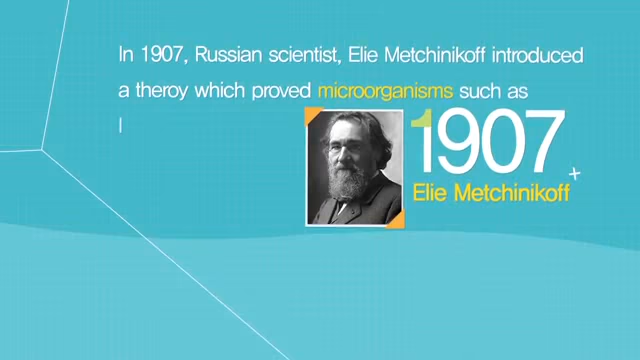 In 1907, Russian scientist, Elie Metchinikoff introduced
a theroy which proved microorganisms such as
l
1907
Elie Metchinikoff